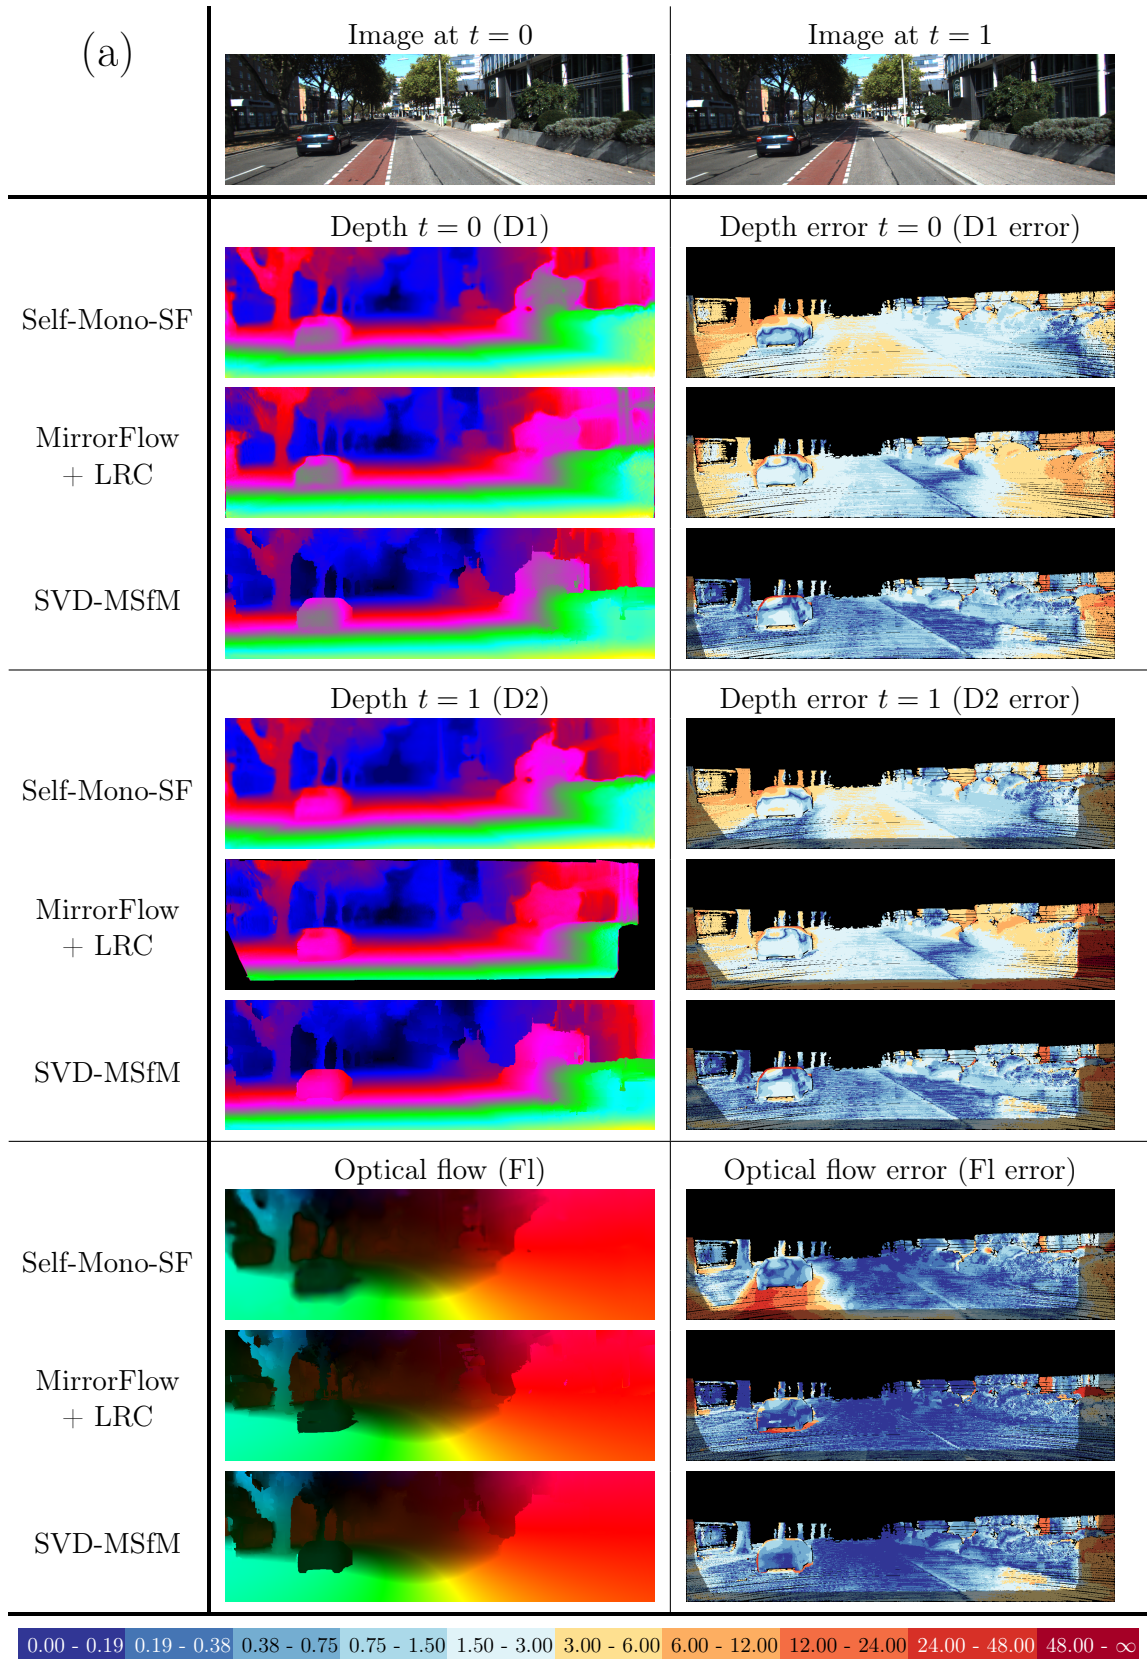 (a)
Image at t = 0
Image at t = 1
Depth t = 0 (D1)
Depth error t = 0 (D1 error)
Self-Mono-SF
MirrorFlow
+ LRC
SVD-MSfM
Depth t = 1 (D2)
Depth error t = 1 (D2 error)
Self-Mono-SF
MirrorFlow
+ LRC
SVD-MSfM
Optical flow (Fl)
Optical flow error (Fl error)
Self-Mono-SF
MirrorFlow
+ LRC
SVD-MSfM
0.00 - 0.19 0.19 - 0.38 0.38 - 0.75 0.75 - 1.50 1.50 - 3.00 3.00 - 6.00 6.00 - 12.00 12.00 - 24.00 24.00 - 48.00 48.00 - ∞